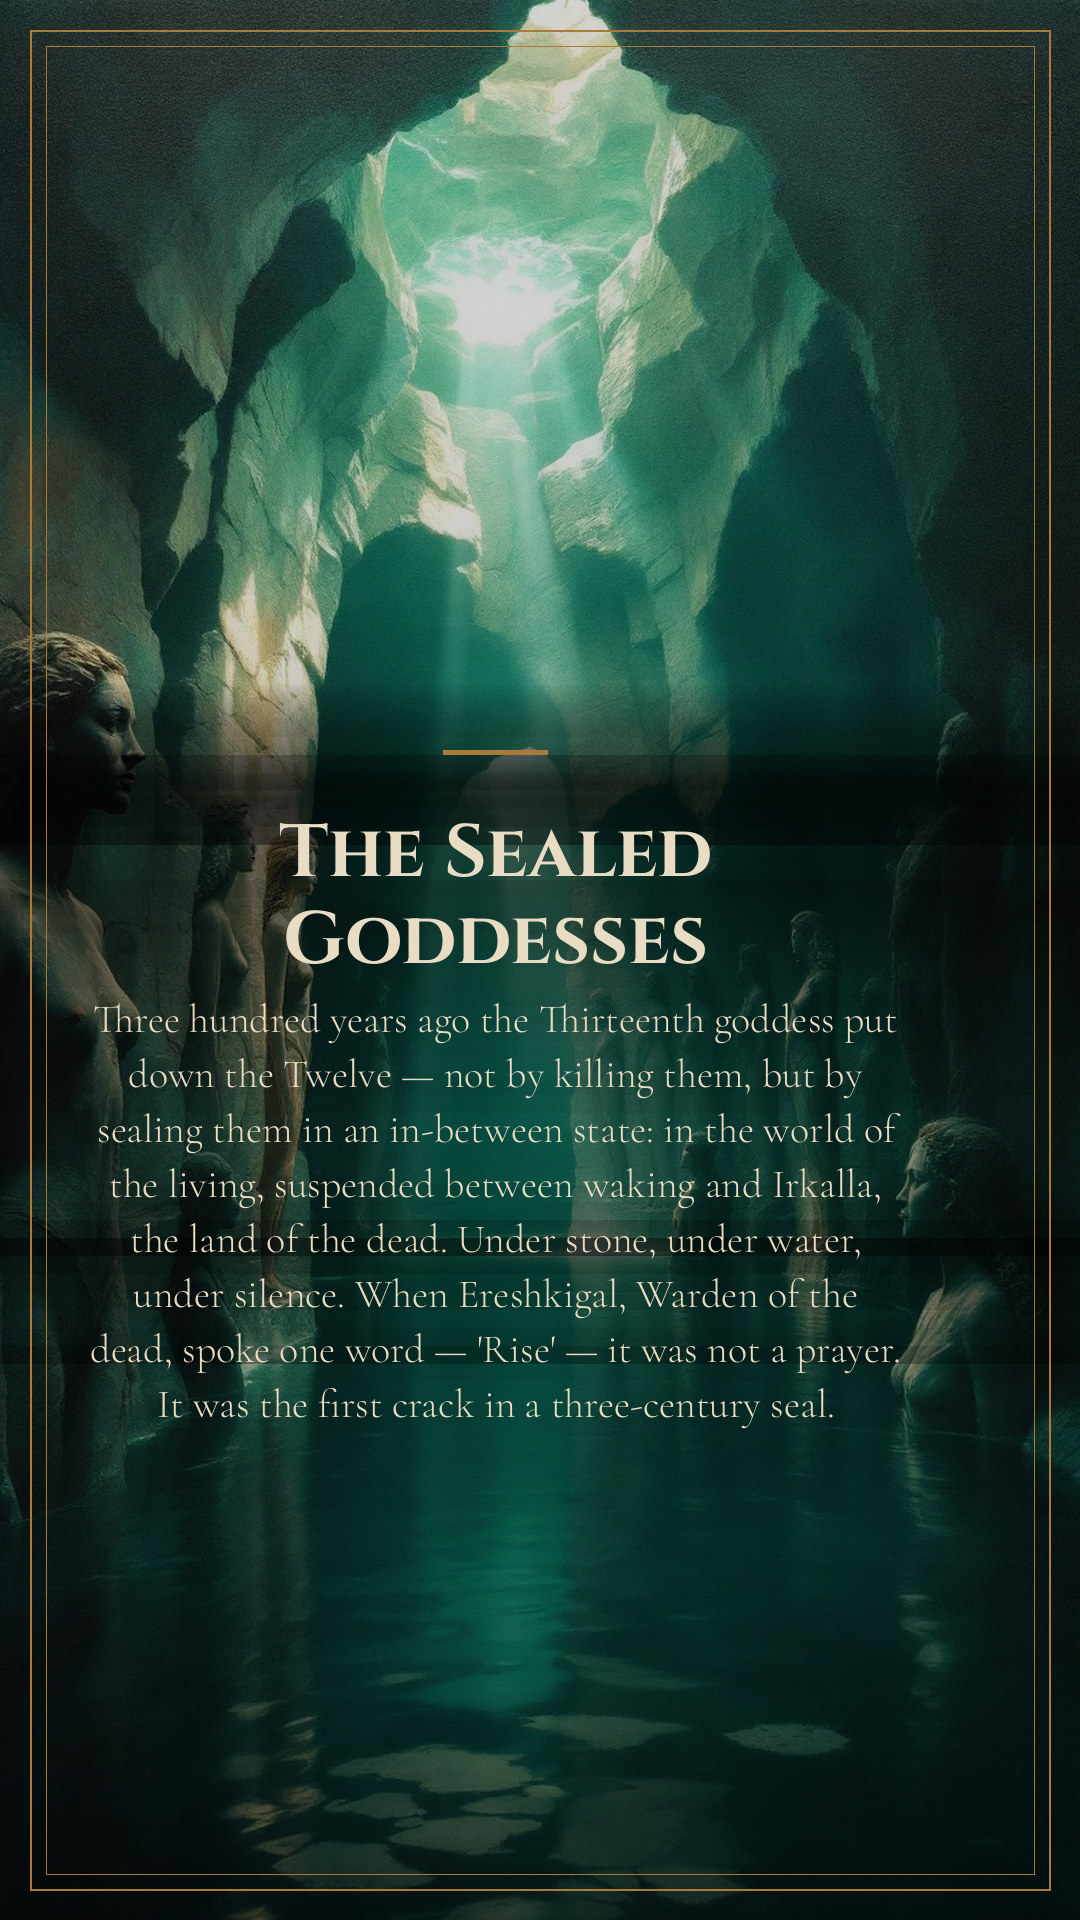 The Sealed
Goddesses
Three hundred years ago the Thirteenth goddess put
down the Twelve — not by killing them, but by
sealing them in an in-between state: in the world of
the living, suspended between waking and Irkalla,
the land of the dead. Under stone, under water,
under silence. When Ereshkigal, Warden of the
dead, spoke one word — 'Rise' — it was not a prayer.
It was the first crack in a three-century seal.